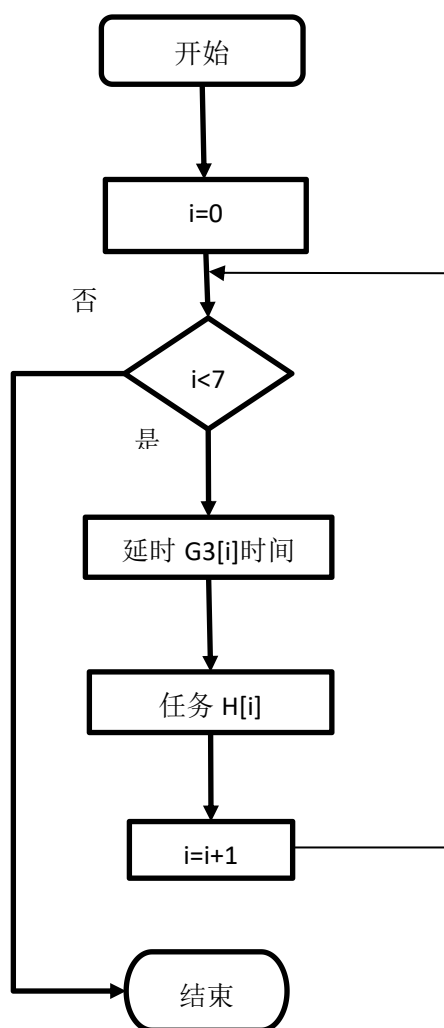 开始
i=0
否
i<7
是
延时 G3[i]时间
任务 H[i]
i=i+1
结束